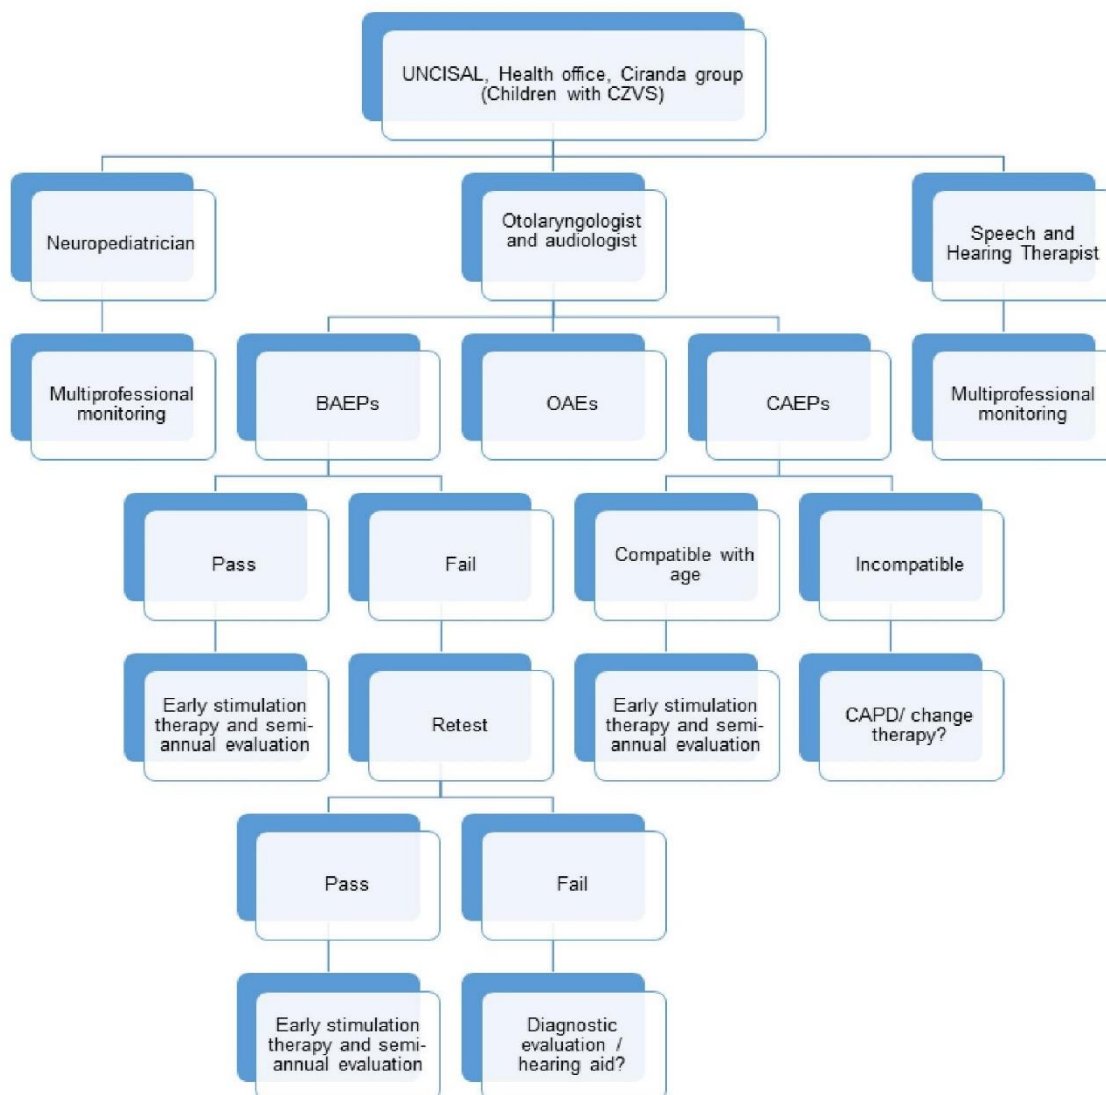 UNCISAL, Health office, Ciranda group
(Children with CZVS)
Neuropediatrician
Otolaryngologist
and audiologist
Speech and
Hearing Therapist
Multiprofessional
monitoring
BAEPs
OAEs
CAEPs
Multiprofessional
monitoring
Pass
Fail
Compatible with
age
Incompatible
Early stimulation
therapy and semi-
annual evaluation
Retest
Early stimulation
therapy and semi-
annual evaluation
CAPD/ change
therapy?
Pass
Fail
Early stimulation
therapy and semi-
annual evaluation
Diagnostic
evaluation /
hearing aid?